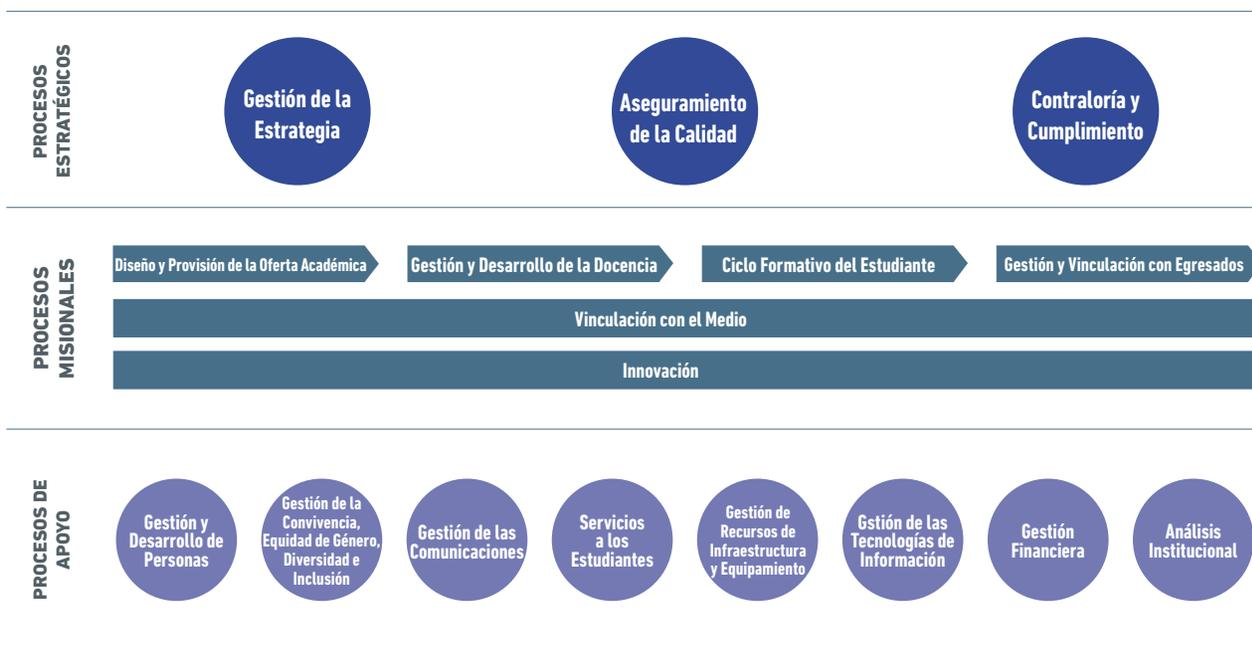 PROCESOS
ESTRATÉGICOS
Gestión de la
Estrategia
Aseguramiento
de la Calidad
Contraloría y
Cumplimiento
PROCESOS
MISIONALES
Diseño y Provisión de la Oferta Académica
Gestión y Desarrollo de la Docencia
Ciclo Formativo del Estudiante
Gestión y Vinculación con Egresados
Vinculación con el Medio
Innovación
PROCESOS DE
APOYO
Gestión y
Desarrollo de
Personas
Gestión de la
Convivencia,
Equidad de Género,
Diversidad e
Inclusión
Gestión de las
Comunicaciones
Servicios
a los
Estudiantes
Gestión de
Recursos de
Infraestructura
y Equipamiento
Gstión de las
Tecnologías de
Información
Gestión
Financiera
Análisis
Institucional